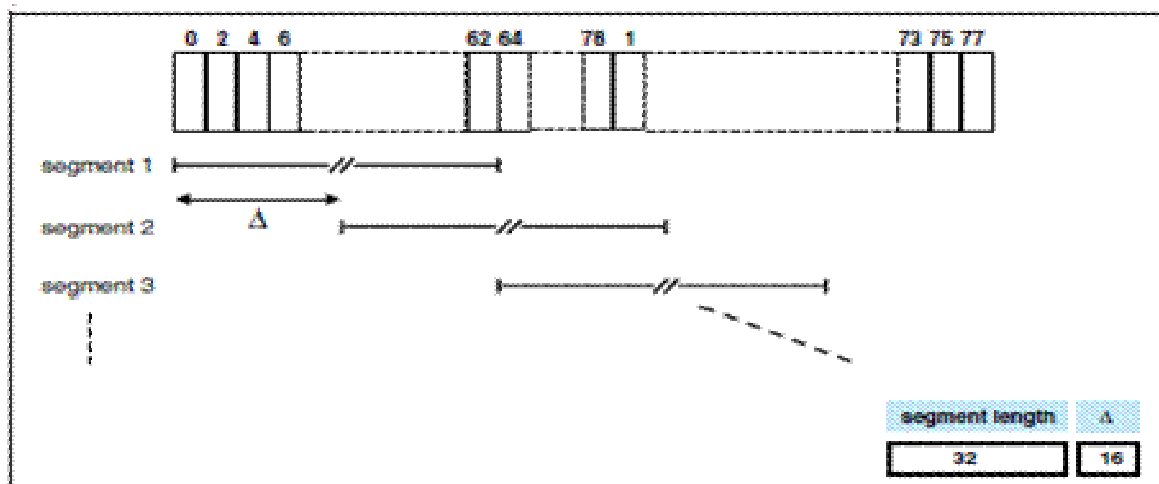 0 2 4 6 62 64 78 1 73 75 77
segment 1
Δ
segment 2
segment 3
segment length Δ
32 16